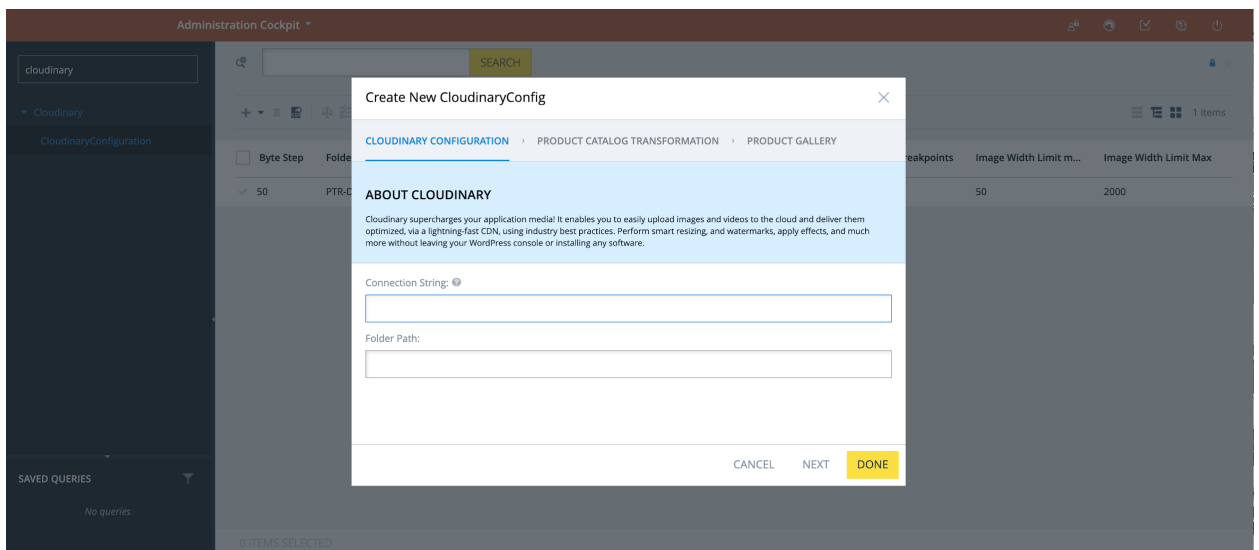 Administration Cockpit
cloudinary
SEARCH
Cloudinary
CloudinaryConfiguration
1 items
Byte Step
Folde
eakpoints
Image Width Limit m...
Image Width Limit Max
50
PTR-D
50
2000
Create New CloudinaryConfig
CLOUDINARY CONFIGURATION
PRODUCT CATALOG TRANSFORMATION
PRODUCT GALLERY
ABOUT CLOUDINARY
Cloudinary supercharges your application media! It enables you to easily upload images and videos to the cloud and deliver them
optimized, via a lightning-fast CDN, using industry best practices. Perform smart resizing, and watermarks, apply effects, and much
more without leaving your WordPress console or installing any software.
Connection String:
Folder Path:
CANCEL
NEXT
DONE
SAVED QUERIES
No queries
0 ITEMS SELECTED